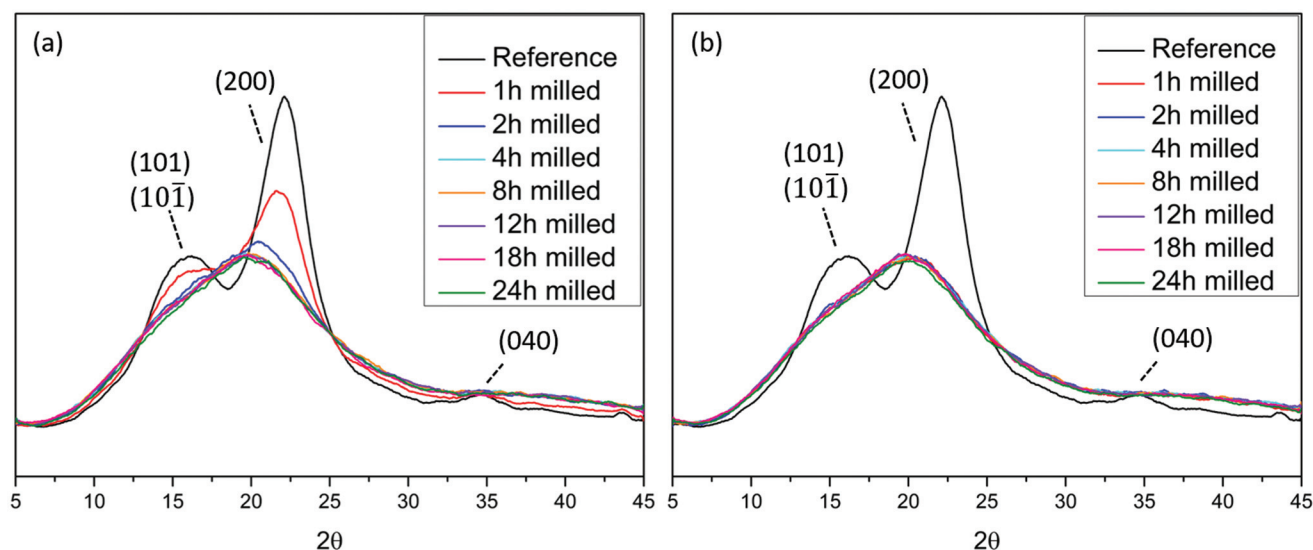 (a)
(200)
(101)
(101̅)
(040)
Reference
1h milled
2h milled
4h milled
8h milled
12h milled
18h milled
24h milled
5 10 15 20 25 30 35 40 45
2θ
(b)
(200)
(101)
(101̅)
(040)
Reference
1h milled
2h milled
4h milled
8h milled
12h milled
18h milled
24h milled
5 10 15 20 25 30 35 40 45
2θ